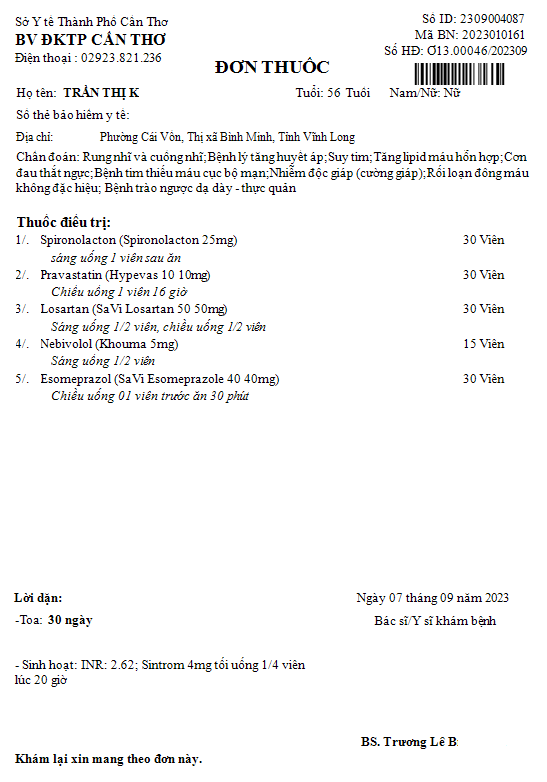 Sở Y tế Thành Phố Cần Thơ
Số ID: 2309004087
BV ĐKTP CẦN THƠ
Mã BN: 2023010161
Điện thoại : 02923.821.236
Số HĐ: Ơ13.00046/202309
ĐƠN THUỐC
Họ tên: TRẦN THỊ K Tuổi: 56 Tuổi Nam/Nữ: Nữ
Số thẻ bảo hiểm y tế:
Địa chỉ: Phường Cái Vồn, Thị xã Bình Minh, Tỉnh Vĩnh Long
Chẩn đoán: Rung nhĩ và cuồng nhĩ;Bệnh lý tăng huyết áp;Suy tim;Tăng lipid máu hỗn hợp;Cơn
đau thắt ngực;Bệnh tim thiếu máu cục bộ mạn;Nhiễm độc giáp (cường giáp);Rối loạn đông máu
không đặc hiệu; Bệnh trào ngược dạ dày - thực quản
Thuốc điều trị:
1/. Spironolacton (Spironolacton 25mg) 30 Viên
sáng uống 1 viên sau ăn
2/. Pravastatin (Hypevas 10 10mg) 30 Viên
Chiều uống 1 viên 16 giờ
3/. Losartan (SaVi Losartan 50 50mg) 30 Viên
Sáng uống 1/2 viên, chiều uống 1/2 viên
4/. Nebivolol (Khouma 5mg) 15 Viên
Sáng uống 1/2 viên
5/. Esomeprazol (SaVi Esomeprazole 40 40mg) 30 Viên
Chiều uống 01 viên trước ăn 30 phút
Lời dặn:
Ngày 07 tháng 09 năm 2023
-Toa: 30 ngày
Bác sĩ/Y sĩ khám bệnh
- Sinh hoạt: INR: 2.62; Sintrom 4mg tối uống 1/4 viên
lúc 20 giờ
BS. Trương Lê B
Khám lại xin mang theo đơn này.